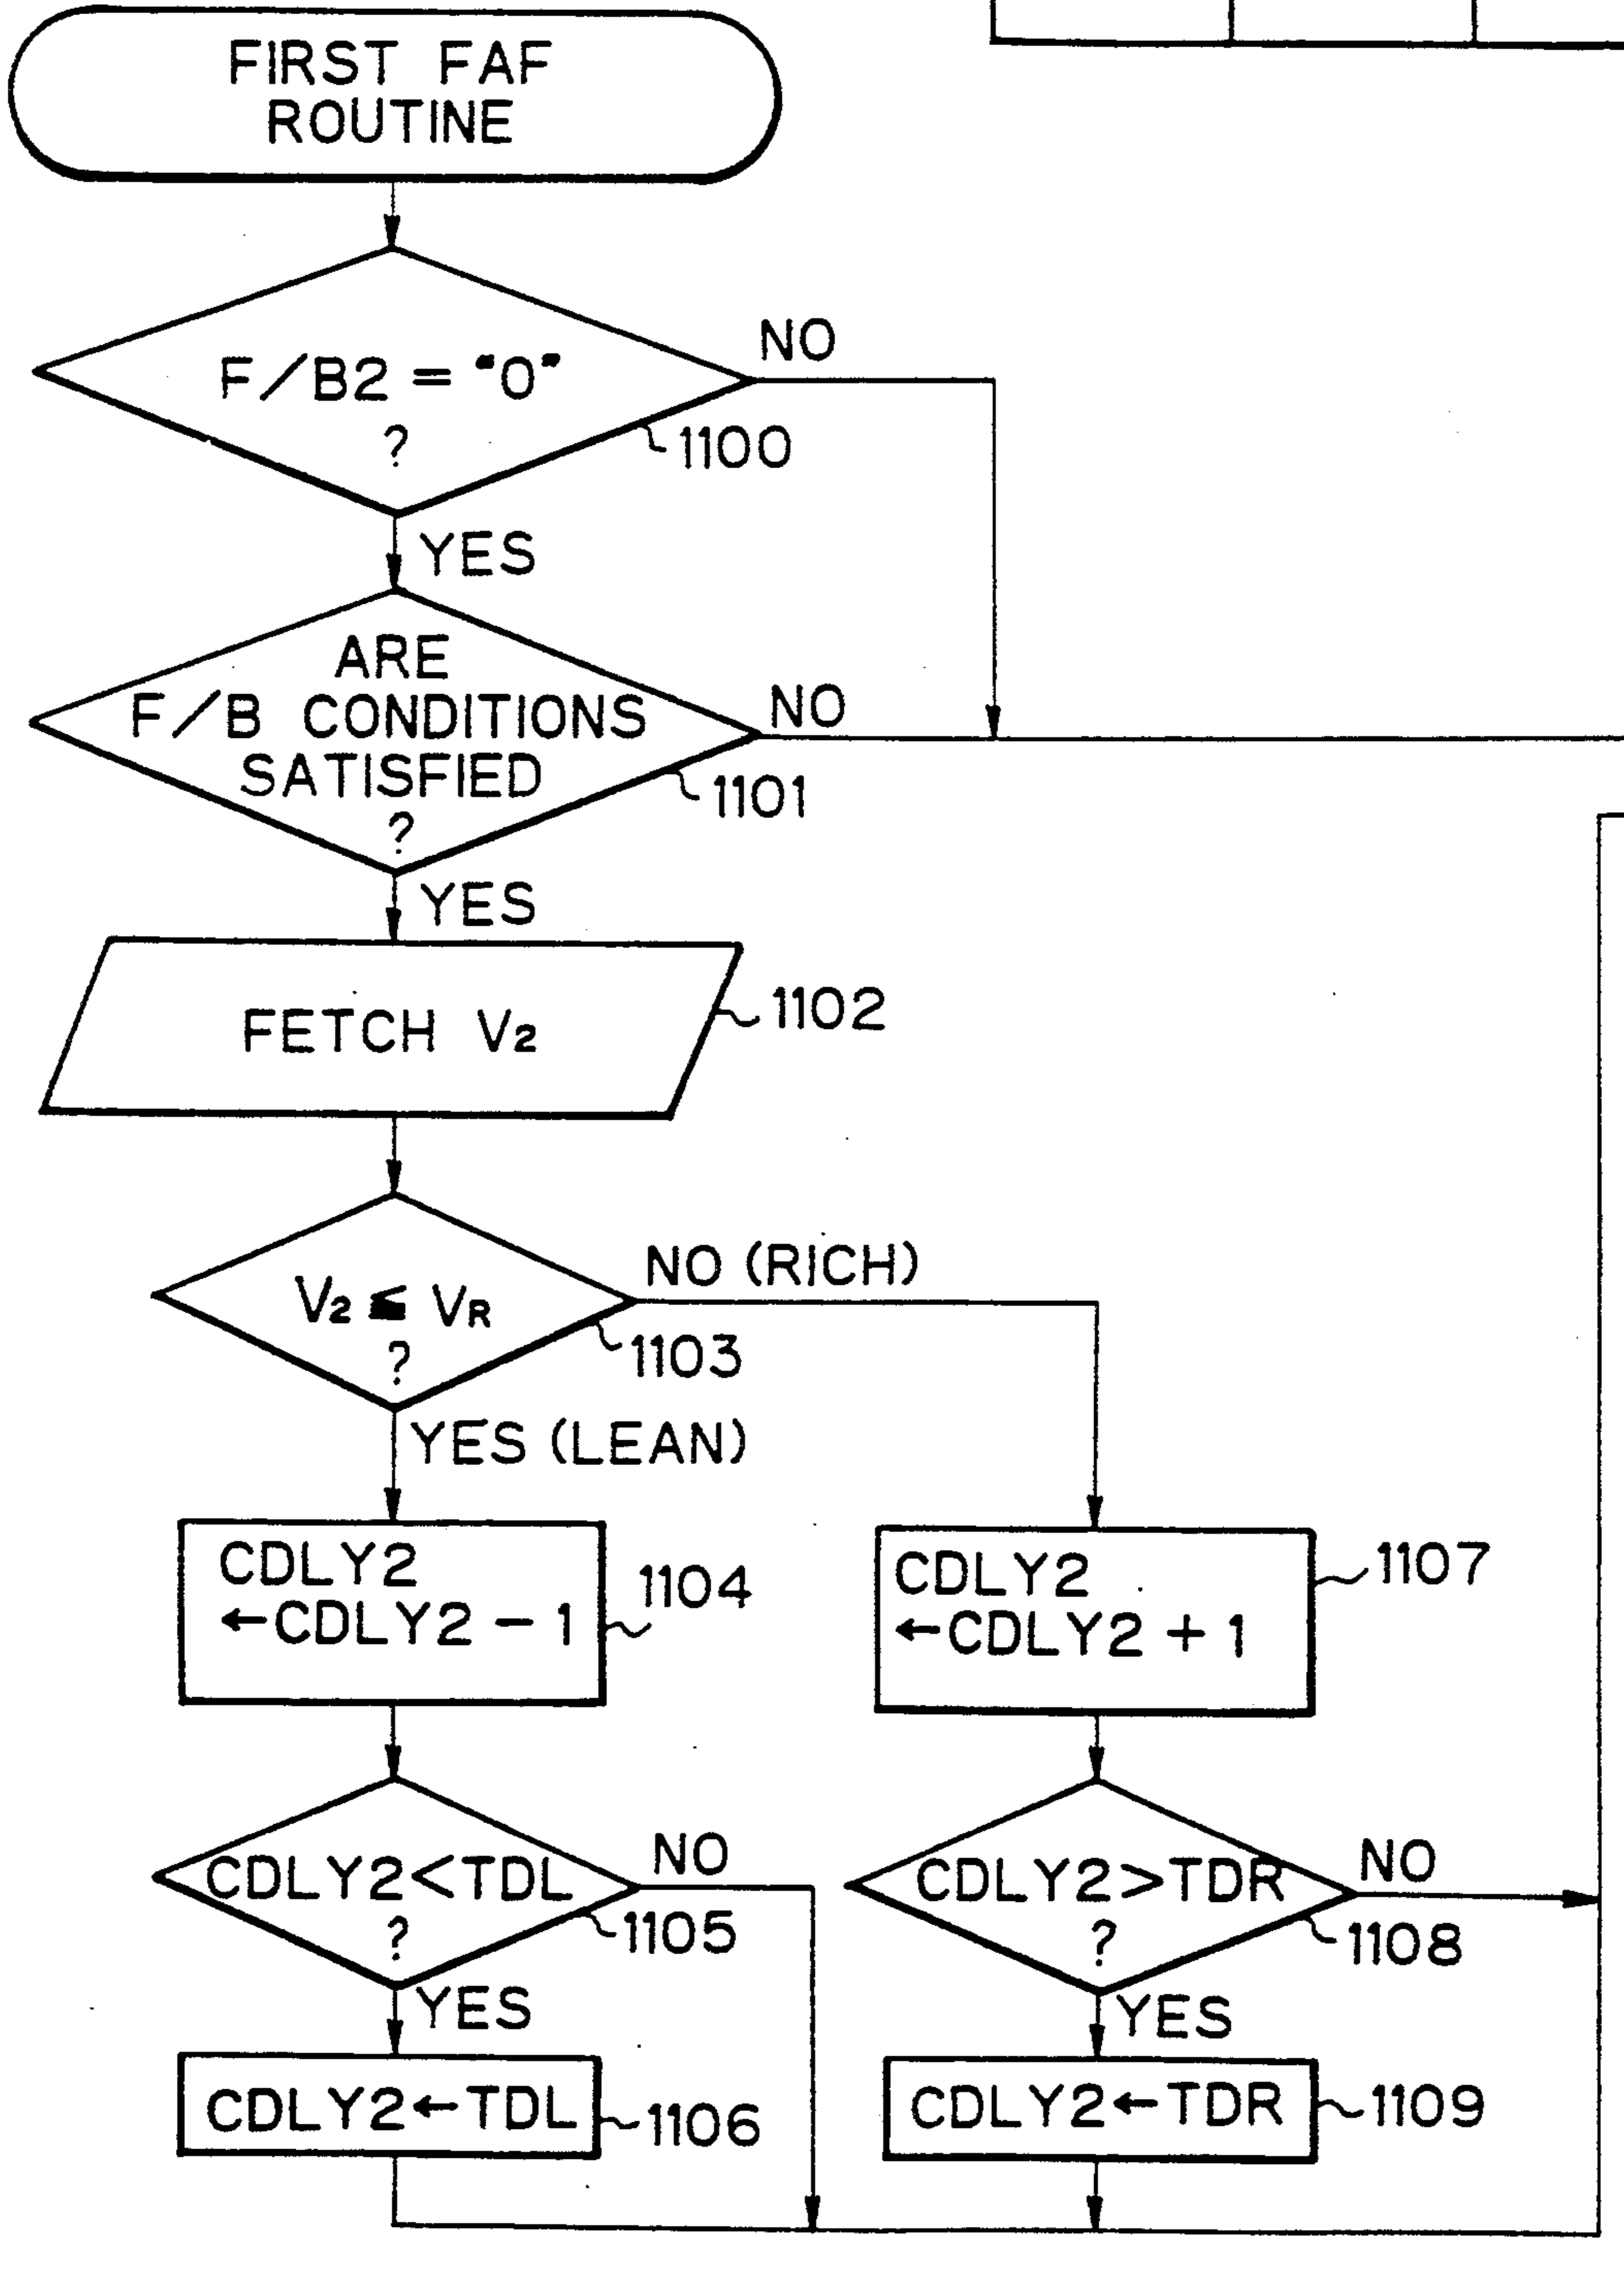 FIRST FAF
ROUTINE
F/B2 = "0"
?
NO
1100
YES
ARE
F/B CONDITIONS
SATISFIED
?
NO
1101
YES
FETCH V2
1102
V2 ≦ VR
?
NO (RICH)
1103
YES (LEAN)
CDLY2
←CDLY2 - 1
1104
CDLY2
←CDLY2 + 1
1107
CDLY2<TDL
?
NO
1105
YES
CDLY2>TDR
?
NO
1108
YES
CDLY2←TDL
1106
CDLY2←TDR
1109